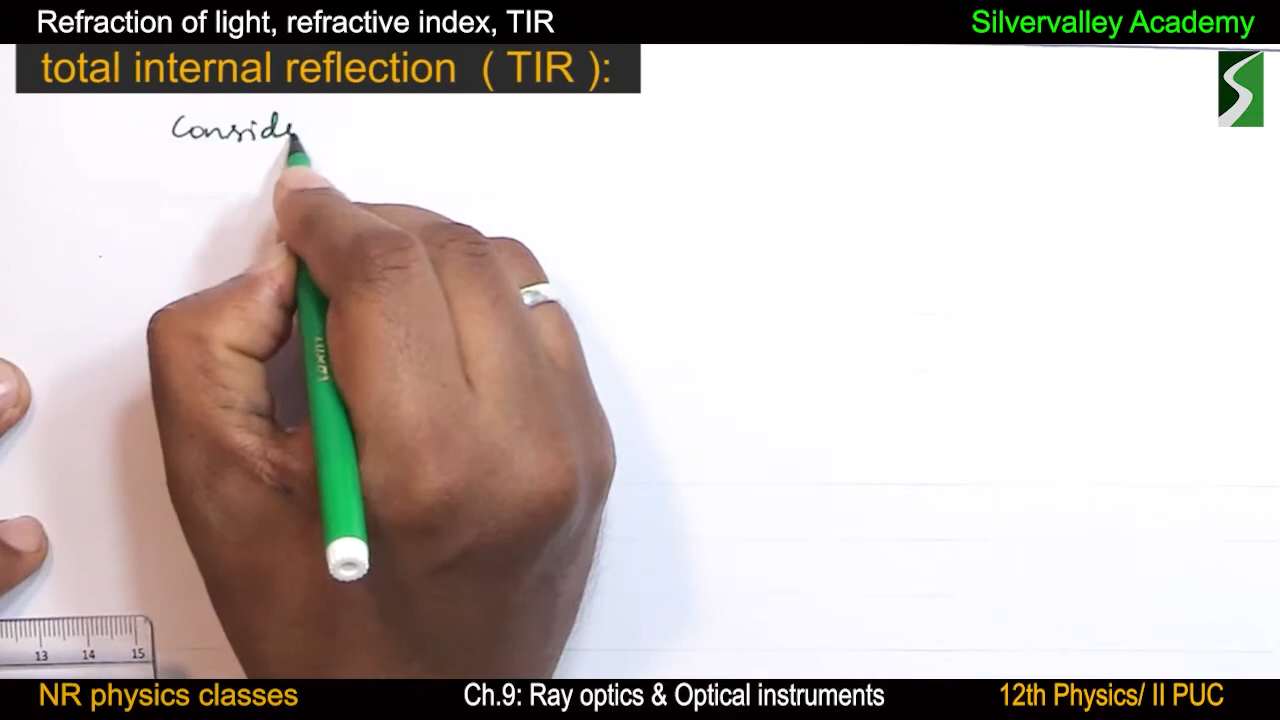 Refraction of light, refractive index, TIR
Silvervalley Academy
total internal reflection ( TIR ):
Conside
13 14 15
NR physics classes
Ch.9: Ray optics & Optical instruments
12th Physics/ II PUC